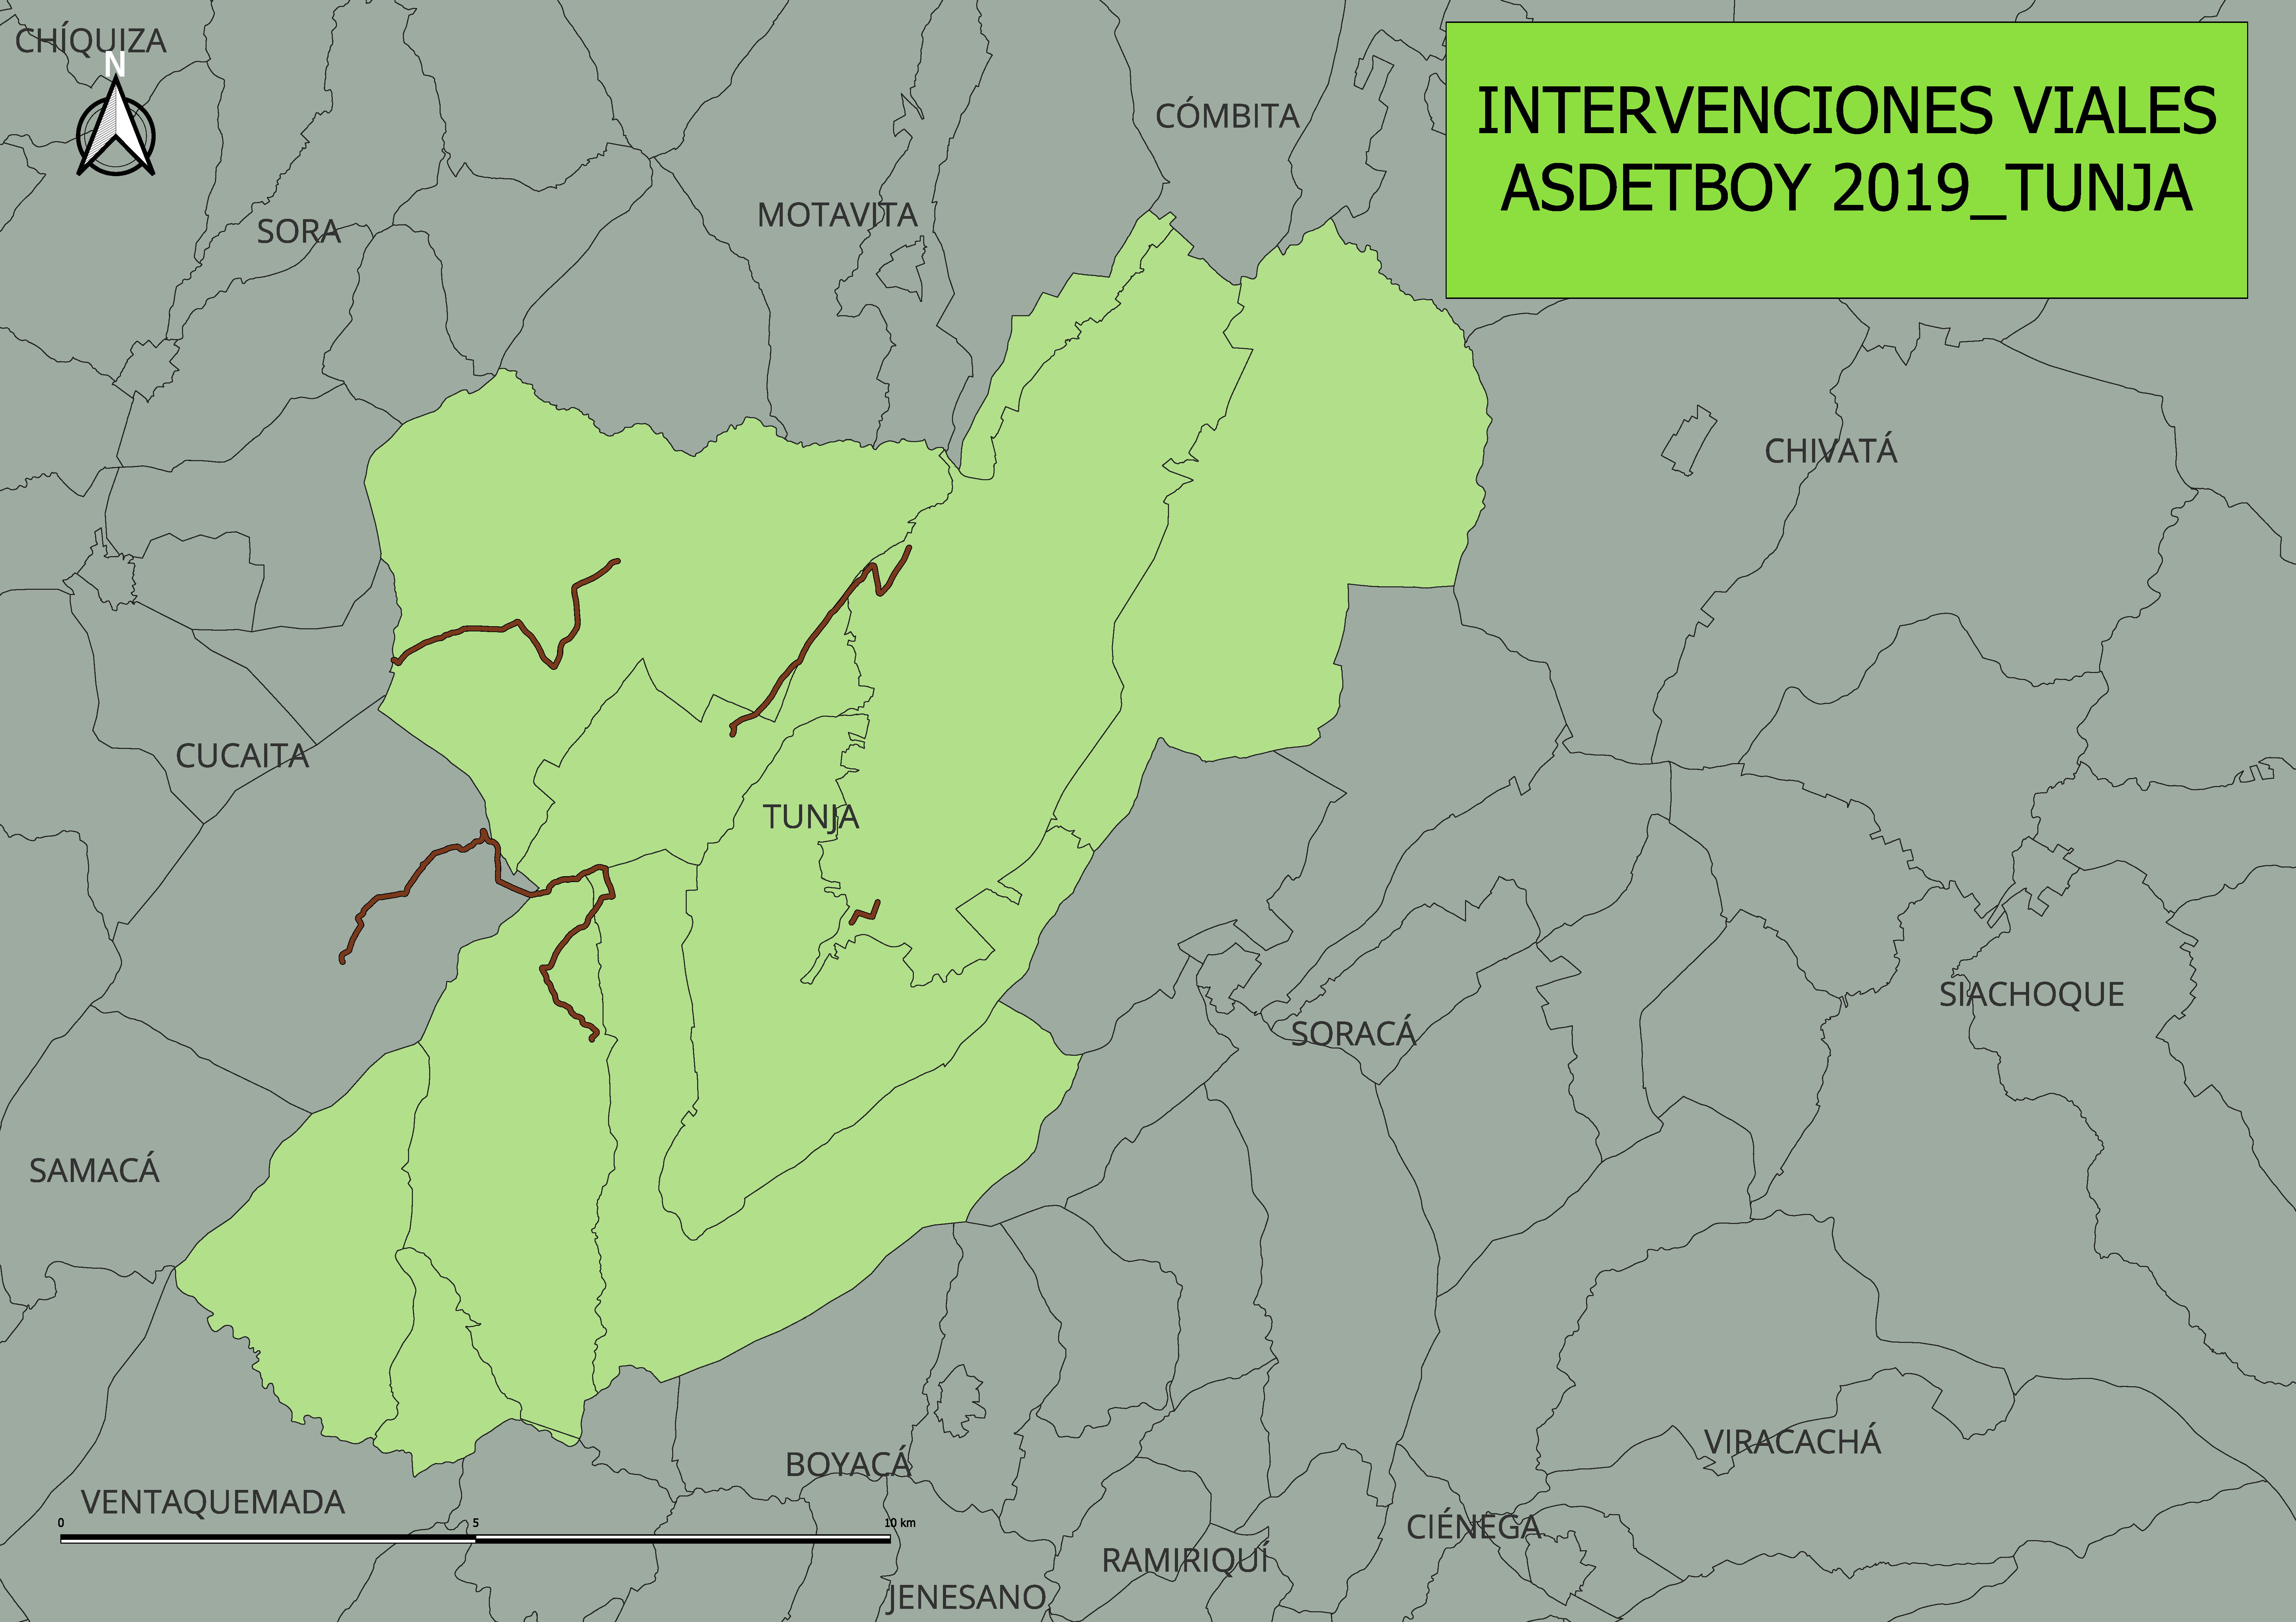 CHÍQUIZA
N
INTERVENCIONES VIALES
ASDETBOY 2019_TUNJA
CÓMBITA
MOTAVITA
SORA
CHIVATÁ
CUCAITA
TUNJA
SIACHOQUE
SORACÁ
SAMACÁ
VIRACACHÁ
BOYACÁ
VENTAQUEMADA
0 5 10 km
CIÉNEGA
RAMIRIQUÍ
JENESANO